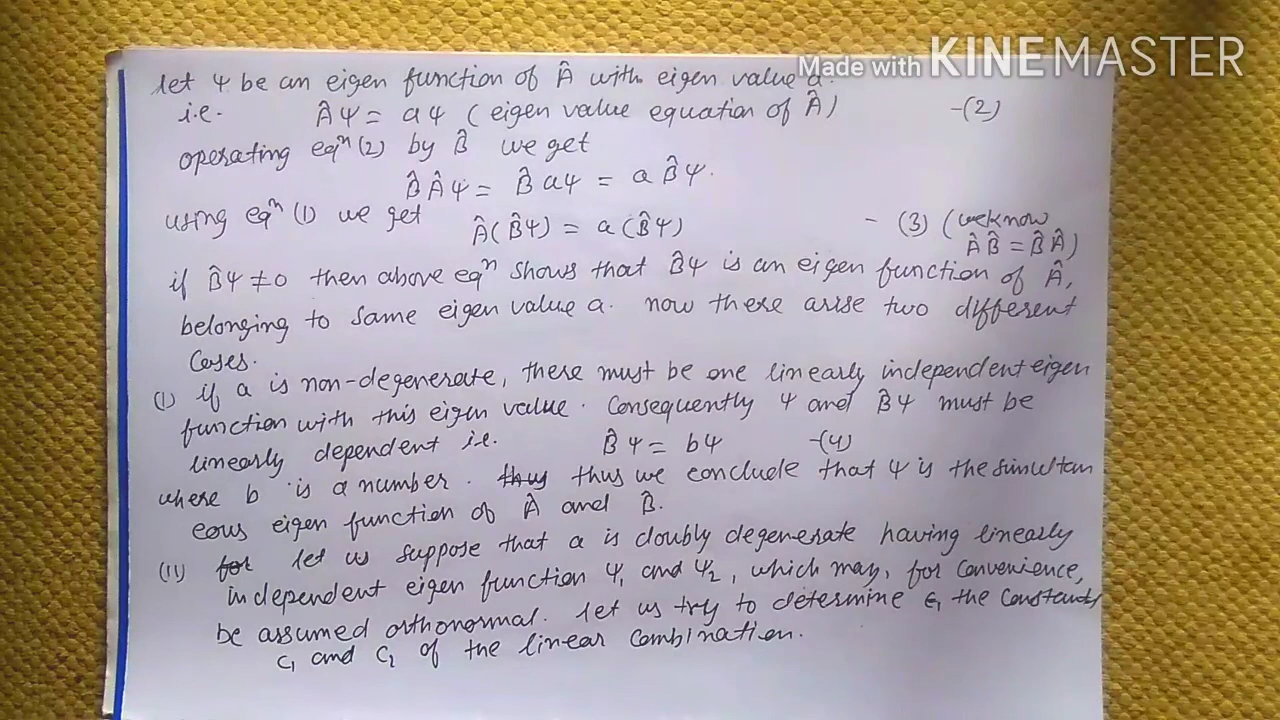 Made with KINEMASTER
let ψ be an eigen function of Â with eigen value a.
i.e. Âψ = aψ (eigen value equation of Â) -(2)
operating eqⁿ (2) by B̂ we get
B̂Âψ = B̂aψ = aB̂ψ.
using eqⁿ (1) we get Â(B̂ψ) = a(B̂ψ) - (3) (we know
ÂB̂ = B̂Â)
if B̂ψ ≠ 0 then above eqⁿ shows that B̂ψ is an eigen function of Â,
belonging to same eigen value a. now there arise two different
Cases.
(I) if a is non-degenerate, there must be one linearly independent eigen
function with this eigen value. Consequently ψ and B̂ψ must be
linearly dependent i.e. B̂ψ = bψ -(4)
where b is a number. thus thus we conclude that ψ is the simultan
eous eigen function of Â and B̂.
(II) for let us suppose that a is doubly degenerate having linearly
independent eigen function ψ₁ and ψ₂, which may, for convenience,
be assumed orthonormal. let us try to determine c₁ the constants
c₁ and c₂ of the linear combination.